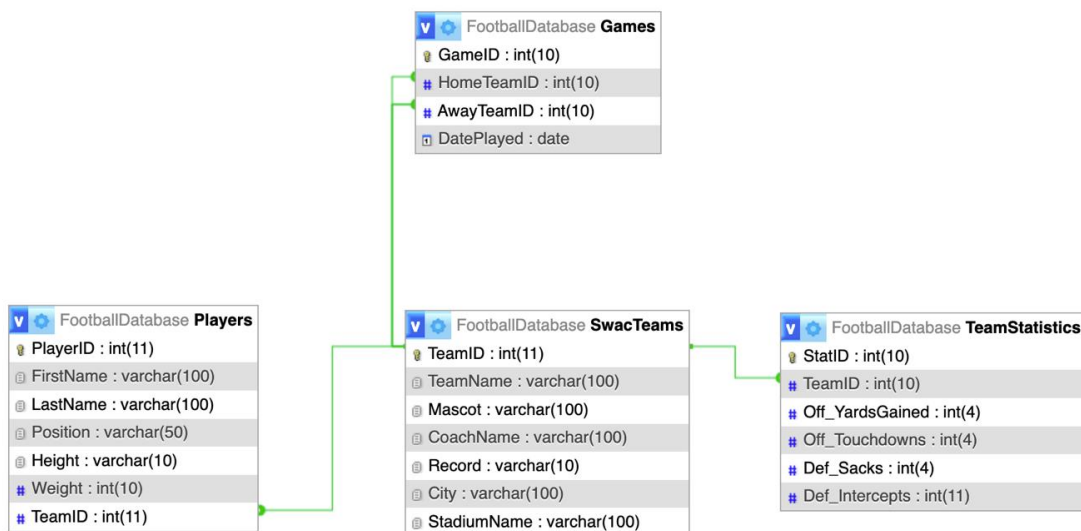 v FootballDatabase Games
GameID : int(10)
# HomeTeamID : int(10)
# AwayTeamID : int(10)
DatePlayed : date
v FootballDatabase Players
PlayerID : int(11)
FirstName : varchar(100)
LastName : varchar(100)
Position : varchar(50)
Height : varchar(10)
# Weight : int(10)
# TeamID : int(11)
v FootballDatabase SwacTeams
TeamID : int(11)
TeamName : varchar(100)
Mascot : varchar(100)
CoachName : varchar(100)
Record : varchar(10)
City : varchar(100)
StadiumName : varchar(100)
v FootballDatabase TeamStatistics
StatID : int(10)
# TeamID : int(10)
# Off_YardsGained : int(4)
# Off_Touchdowns : int(4)
# Def_Sacks : int(4)
# Def_Intercepts : int(11)